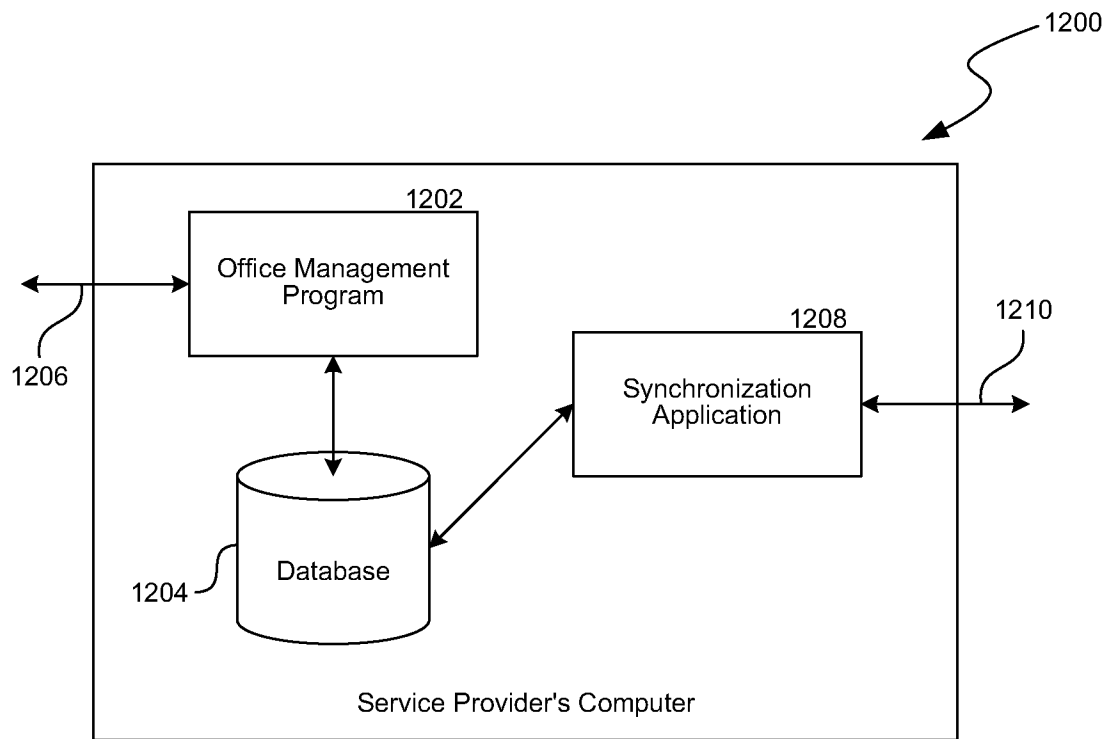 1200
1202
Office Management
Program
1206
1208
1210
Synchronization
Application
1204
Database
Service Provider's Computer